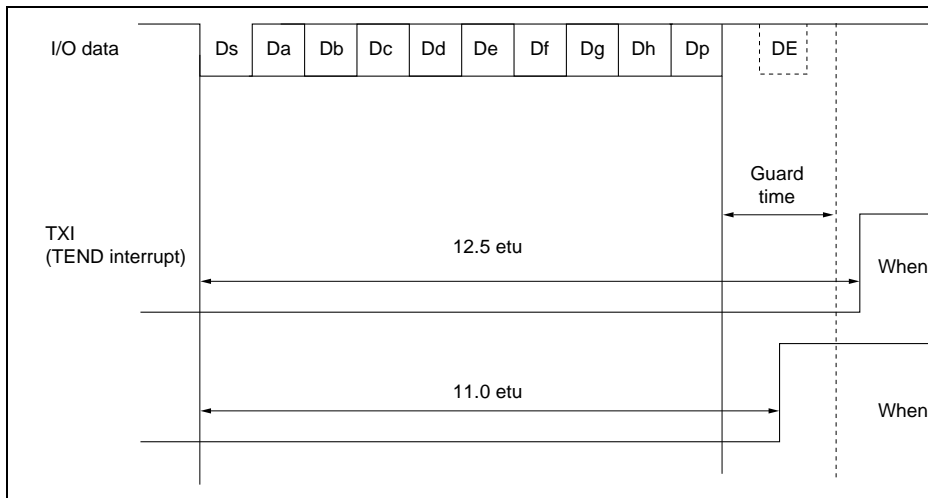 I/O data
Ds Da Db Dc Dd De Df Dg Dh Dp DE
Guard
time
TXI
(TEND interrupt)
12.5 etu
When
11.0 etu
When